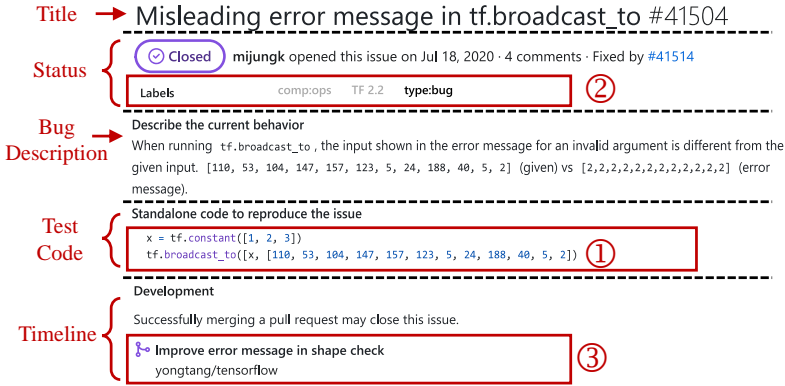 Title
Misleading error message in tf.broadcast_to #41504
Status
Closed mijungk opened this issue on Jul 18, 2020 · 4 comments · Fixed by #41514
Labels comp:ops TF 2.2 type:bug ②
Bug Description
Describe the current behavior
When running tf.broadcast_to, the input shown in the error message for an invalid argument is different from the
given input. [110, 53, 104, 147, 157, 123, 5, 24, 188, 40, 5, 2] (given) vs [2,2,2,2,2,2,2,2,2,2,2,2] (error
message).
Test Code
Standalone code to reproduce the issue
x = tf.constant([1, 2, 3])
tf.broadcast_to([x, [110, 53, 104, 147, 157, 123, 5, 24, 188, 40, 5, 2]) ①
Timeline
Development
Successfully merging a pull request may close this issue.
Improve error message in shape check ③
yongtang/tensorflow